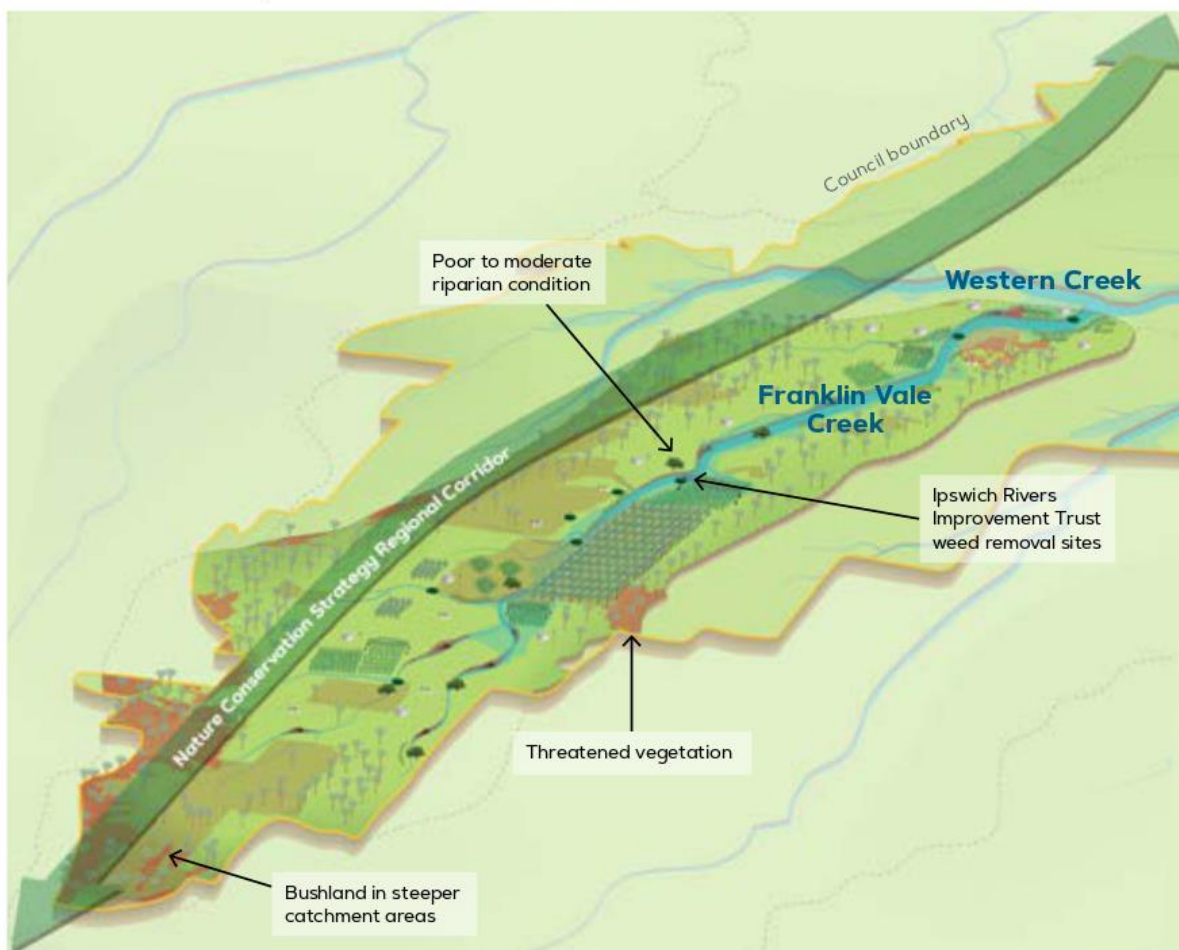 Council boundary
Poor to moderate
riparian condition
Western Creek
Franklin Vale
Creek
Nature Conservation Strategy Regional Corridor
Ipswich Rivers
Improvement Trust
weed removal sites
Threatened vegetation
Bushland in steeper
catchment areas